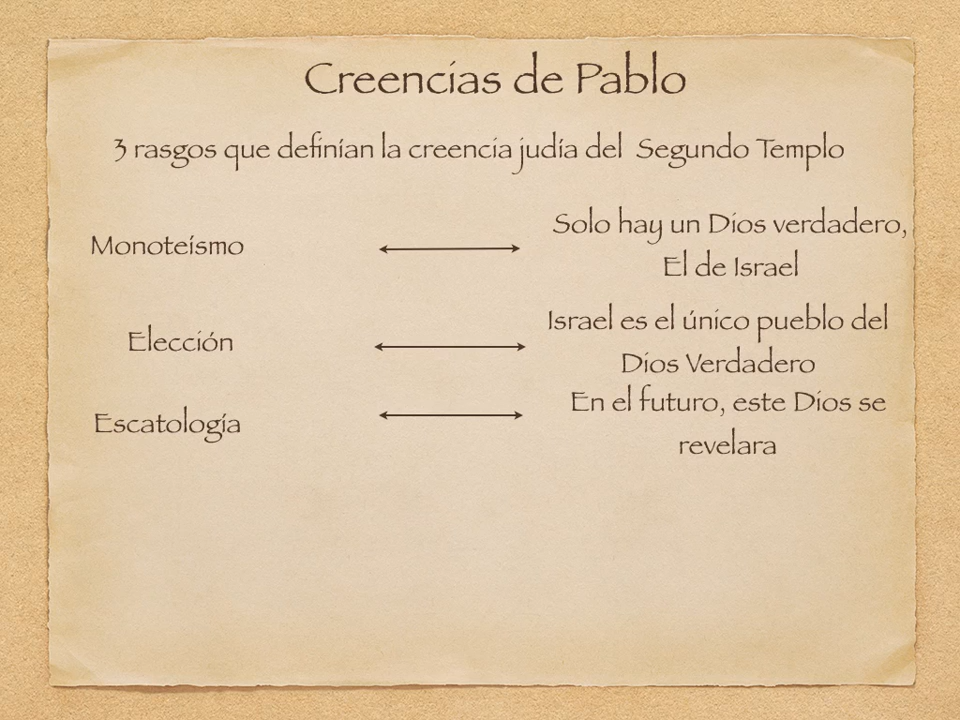 Creencias de Pablo
3 rasgos que definían la creencia judía del Segundo Templo
Monoteísmo
Solo hay un Dios verdadero,
El de Israel
Elección
Israel es el único pueblo del
Dios Verdadero
Escatología
En el futuro, este Dios se
revelara